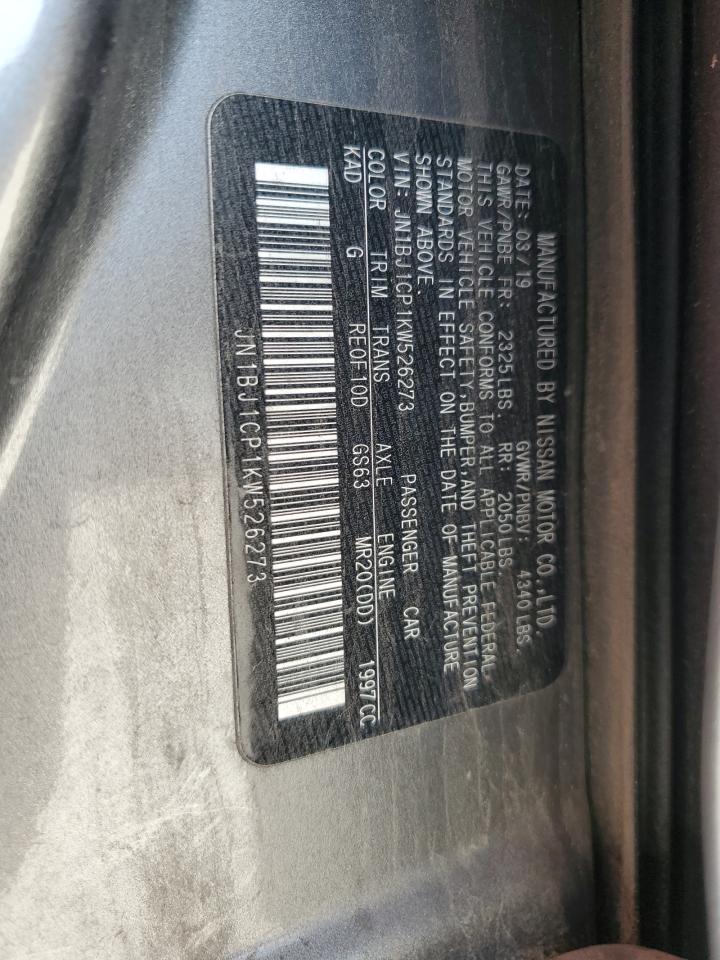 MANUFACTURED BY NISSAN MOTOR CO.,LTD.
DATE: 03/19 GVWR/PNBV: 4340 LBS.
GAWR/PNBE FR: 2325LBS. RR: 2050 LBS.
THIS VEHICLE CONFORMS TO ALL APPLICABLE FEDERAL
MOTOR VEHICLE SAFETY,BUMPER,AND THEFT PREVENTION
STANDARDS IN EFFECT ON THE DATE OF MANUFACTURE
SHOWN ABOVE.
VIN: JN1BJ1CP1KW526273 PASSENGER CAR
COLOR TRIM TRANS AXLE ENGINE
KAD G RE0F10D GS63 MR20(DD) 1997CC
JN1BJ1CP1KW526273